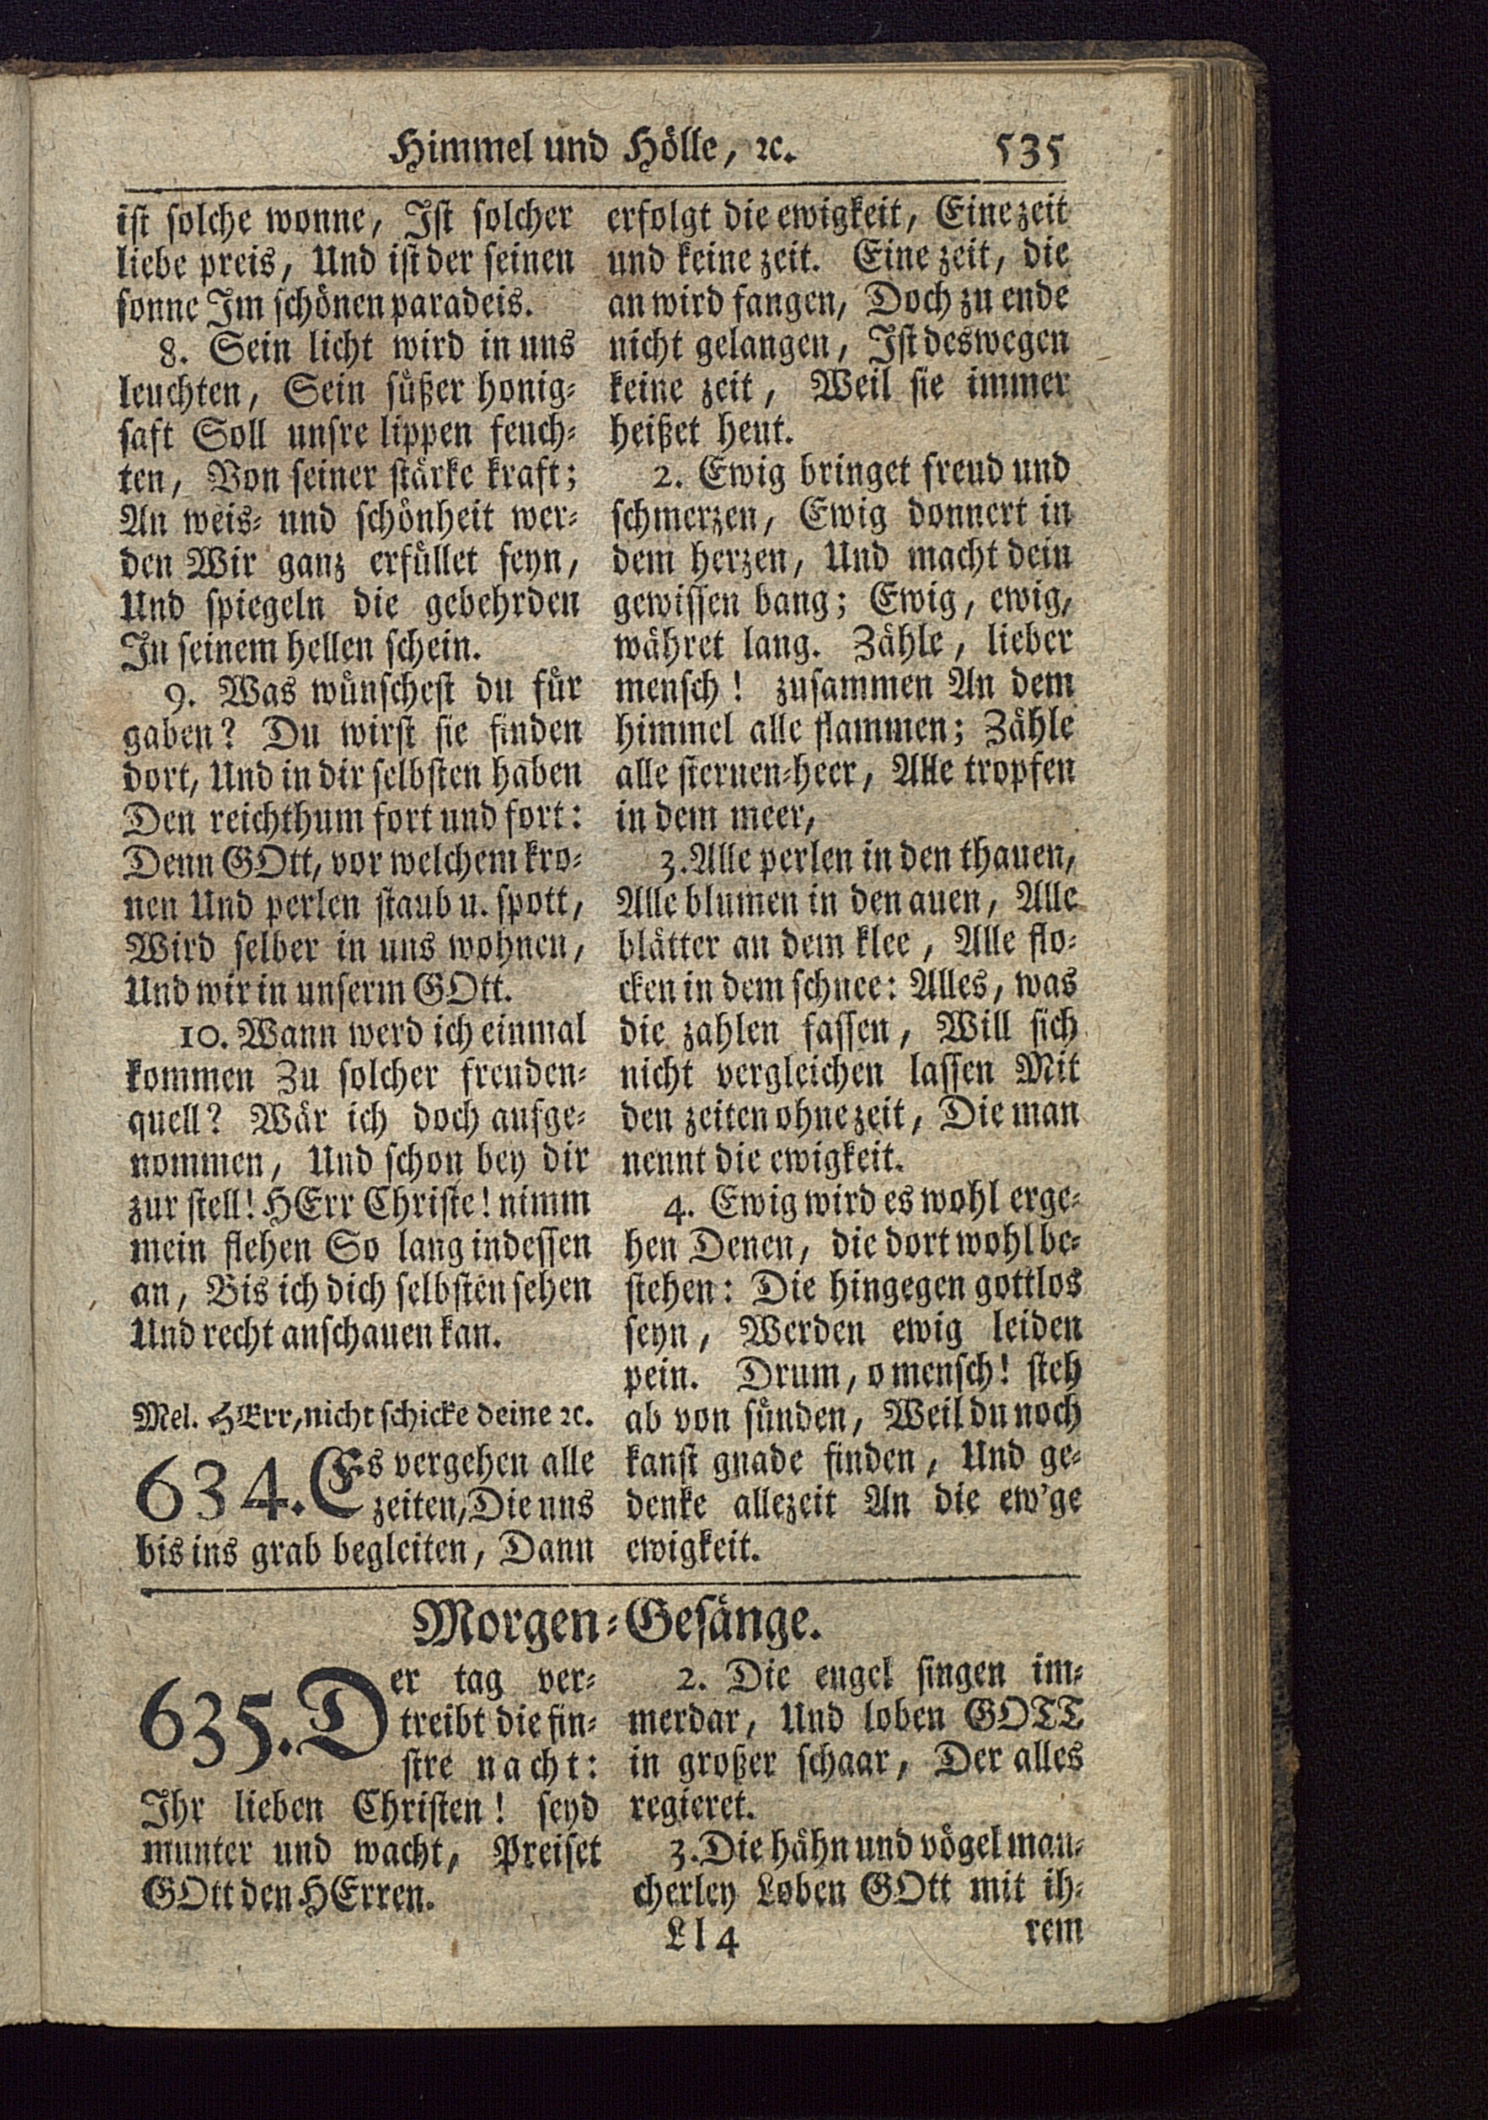 Himmel und Hölle, ꝛc. 535
ist solche wonne, Ist solcher
liebe preis, Und ist der seinen
sonne Im schönen paradeis.
8. Sein licht wird in uns
leuchten, Sein süßer honig-
saft Soll unsre lippen feuch-
ten, Von seiner stärke kraft;
An weis- und schönheit wer-
den Wir ganz erfüllet seyn,
Und spiegeln die gebehrden
In seinem hellen schein.
9. Was wünschest du für
gaben? Du wirst sie finden
dort, Und in dir selbsten haben
Den reichthum fort und fort:
Denn GOtt, vor welchem kro-
nen Und perlen staub u. spott,
Wird selber in uns wohnen,
Und wir in unserm GOtt.
10. Wann werd ich einmal
kommen Zu solcher freuden-
quell? Wär ich doch aufge-
nommen, Und schon bey dir
zur stell! HErr Christe! nimm
mein flehen So lang indessen
an, Bis ich dich selbsten sehen
Und recht anschauen kan.
Mel. HErr, nicht schicke deine ꝛc.
634. Es vergehen alle
zeiten, Die uns
bis ins grab begleiten, Dann
erfolgt die ewigkeit, Eine zeit
und keine zeit. Eine zeit, die
an wird fangen, Doch zu ende
nicht gelangen, Ist deswegen
keine zeit, Weil sie immer
heißet heut.
2. Ewig bringet freud und
schmerzen, Ewig donnert in
dem herzen, Und macht dein
gewissen bang; Ewig, ewig,
währet lang. Zähle, lieber
mensch! zusammen An dem
himmel alle flammen; Zähle
alle sternen-heer, Alle tropfen
in dem meer,
3. Alle perlen in den thauen,
Alle blumen in den auen, Alle
blätter an dem klee, Alle flo-
cken in dem schnee: Alles, was
die zahlen fassen, Will sich
nicht vergleichen lassen Mit
den zeiten ohne zeit, Die man
nennt die ewigkeit.
4. Ewig wird es wohl erge-
hen Denen, die dort wohl be-
stehen: Die hingegen gottlos
seyn, Werden ewig leiden
pein. Drum, o mensch! steh
ab von sünden, Weil du noch
kanst gnade finden, Und ge-
denke allezeit An die ew'ge
ewigkeit.
Morgen-Gesänge.
635. Der tag ver-
treibt die fin-
stre nacht:
Ihr lieben Christen! seyd
munter und wacht, Preiset
GOtt den HErren.
2. Die engel singen im-
merdar, Und loben GOTT
in großer schaar, Der alles
regieret.
3. Die hähn und vögel man-
cherley Loben GOtt mit ih-
Ll 4 rem